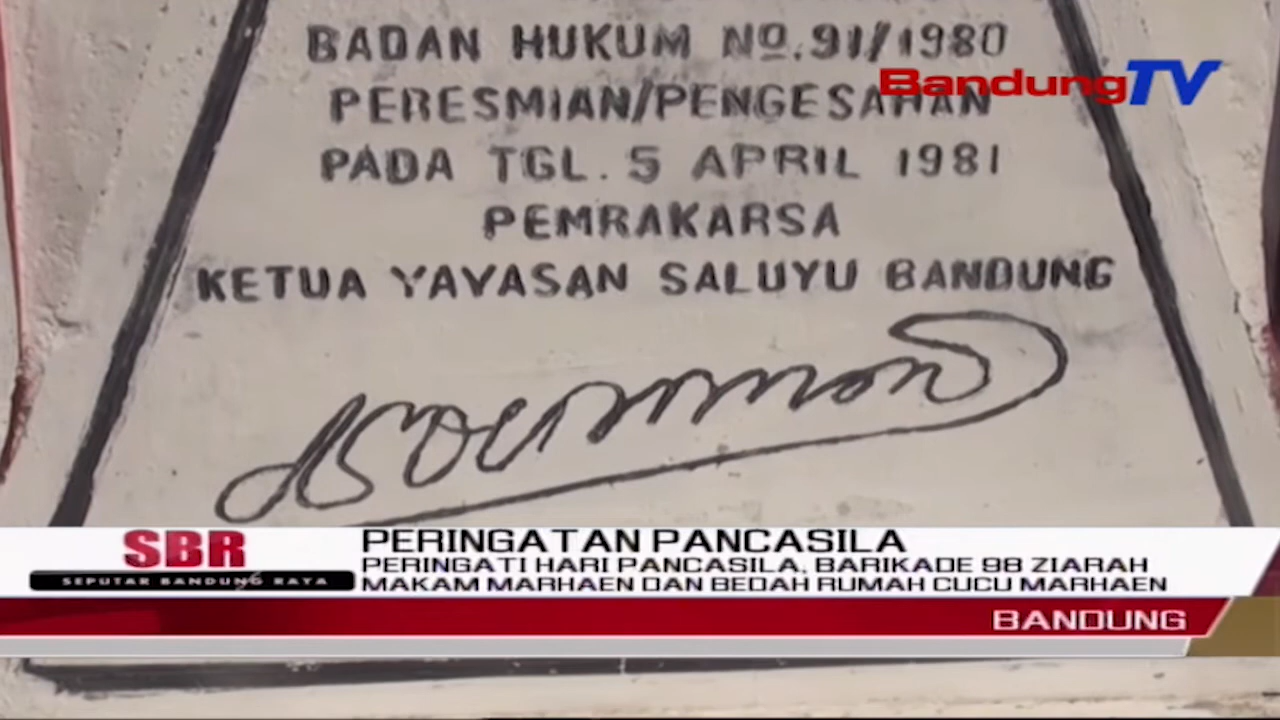 BADAN HUKUM Nº.91/1980
BandungTV
PERESMIAN/PENGESAHAN
PADA TGL. 5 APRIL 1981
PEMRAKARSA
KETUA YAYASAN SALUYU BANDUNG
SBR
SEPUTAR BANDUNG RAYA
PERINGATAN PANCASILA
PERINGATI HARI PANCASILA, BARIKADE 98 ZIARAH
MAKAM MARHAEN DAN BEDAH RUMAH CUCU MARHAEN
BANDUNG